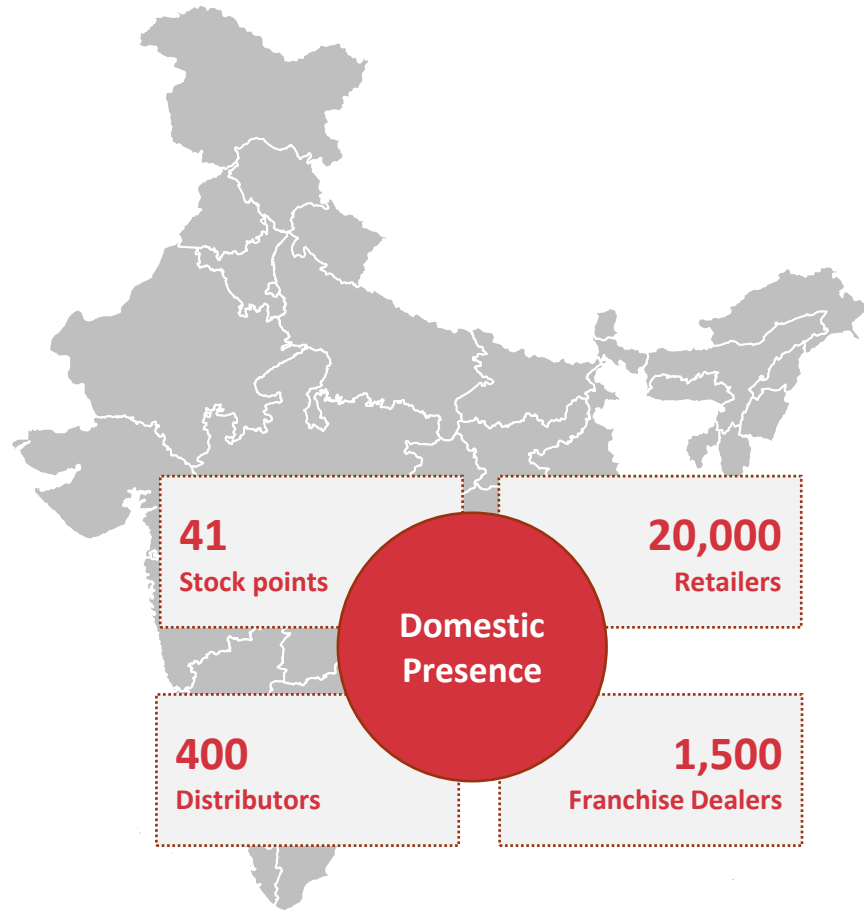 41
Stock points
20,000
Retailers
Domestic
Presence
400
Distributors
1,500
Franchise Dealers